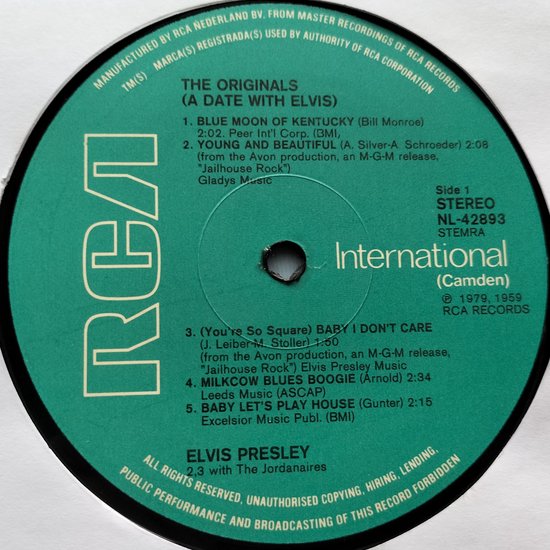 MANUFACTURED BY RCA NEDERLAND BV. FROM MASTER RECORDINGS OF RCA RECORDS
TM(S) MARCA(S) REGISTRADA(S) USED BY AUTHORITY OF RCA CORPORATION
RCA
THE ORIGINALS
(A DATE WITH ELVIS)
1. BLUE MOON OF KENTUCKY (Bill Monroe)
2:02. Peer Int'l Corp. (BMI,
2. YOUNG AND BEAUTIFUL (A. Silver-A Schroeder) 2:08
(from the Avon production, an M-G-M release,
"Jailhouse Rock")
Gladys Music
Side 1
STEREO
NL-42893
STEMRA
International
(Camden)
℗ 1979, 1959
RCA RECORDS
3. (You're So Square) BABY I DON'T CARE
(J. Leiber-M. Stoller) 1:50
(from the Avon production, an M-G-M release,
"Jailhouse Rock") Elvis Presley Music
4. MILKCOW BLUES BOOGIE (Arnold) 2:34
Leeds Music (ASCAP)
5. BABY LET'S PLAY HOUSE (Gunter) 2:15
Excelsior Music Publ. (BMI)
ELVIS PRESLEY
2,3 with The Jordanaires
ALL RIGHTS RESERVED, UNAUTHORISED COPYING, HIRING, LENDING,
PUBLIC PERFORMANCE AND BROADCASTING OF THIS RECORD FORBIDDEN